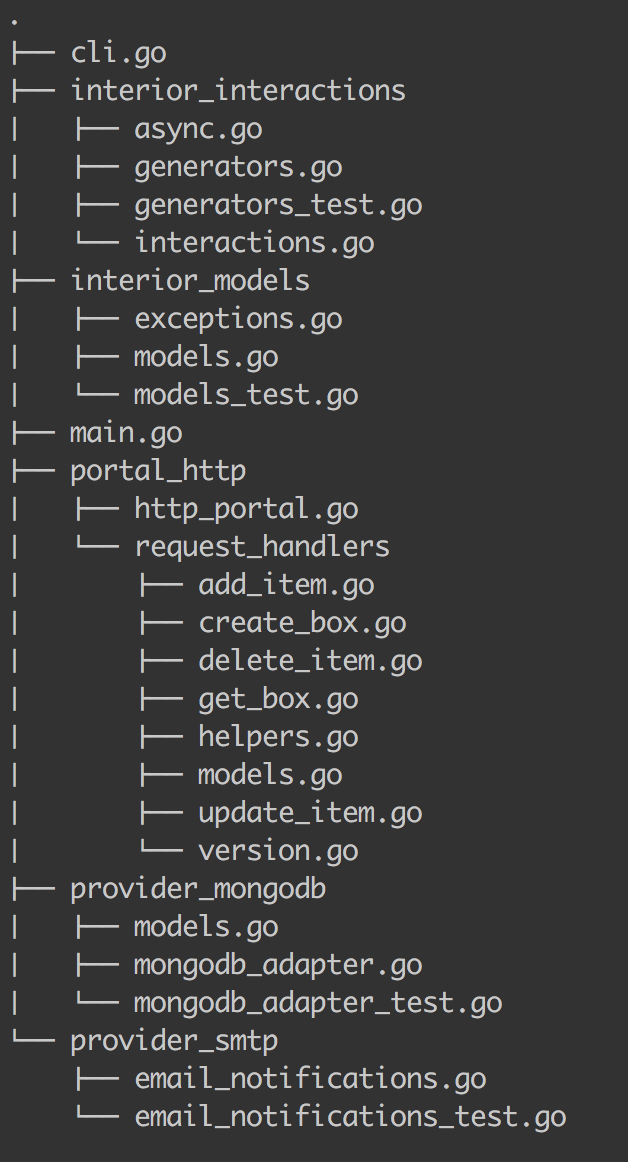 .
├── cli.go
├── interior_interactions
│   ├── async.go
│   ├── generators.go
│   ├── generators_test.go
│   └── interactions.go
├── interior_models
│   ├── exceptions.go
│   ├── models.go
│   └── models_test.go
├── main.go
├── portal_http
│   ├── http_portal.go
│   └── request_handlers
│       ├── add_item.go
│       ├── create_box.go
│       ├── delete_item.go
│       ├── get_box.go
│       ├── helpers.go
│       ├── models.go
│       ├── update_item.go
│       └── version.go
├── provider_mongodb
│   ├── models.go
│   ├── mongodb_adapter.go
│   └── mongodb_adapter_test.go
└── provider_smtp
    ├── email_notifications.go
    └── email_notifications_test.go